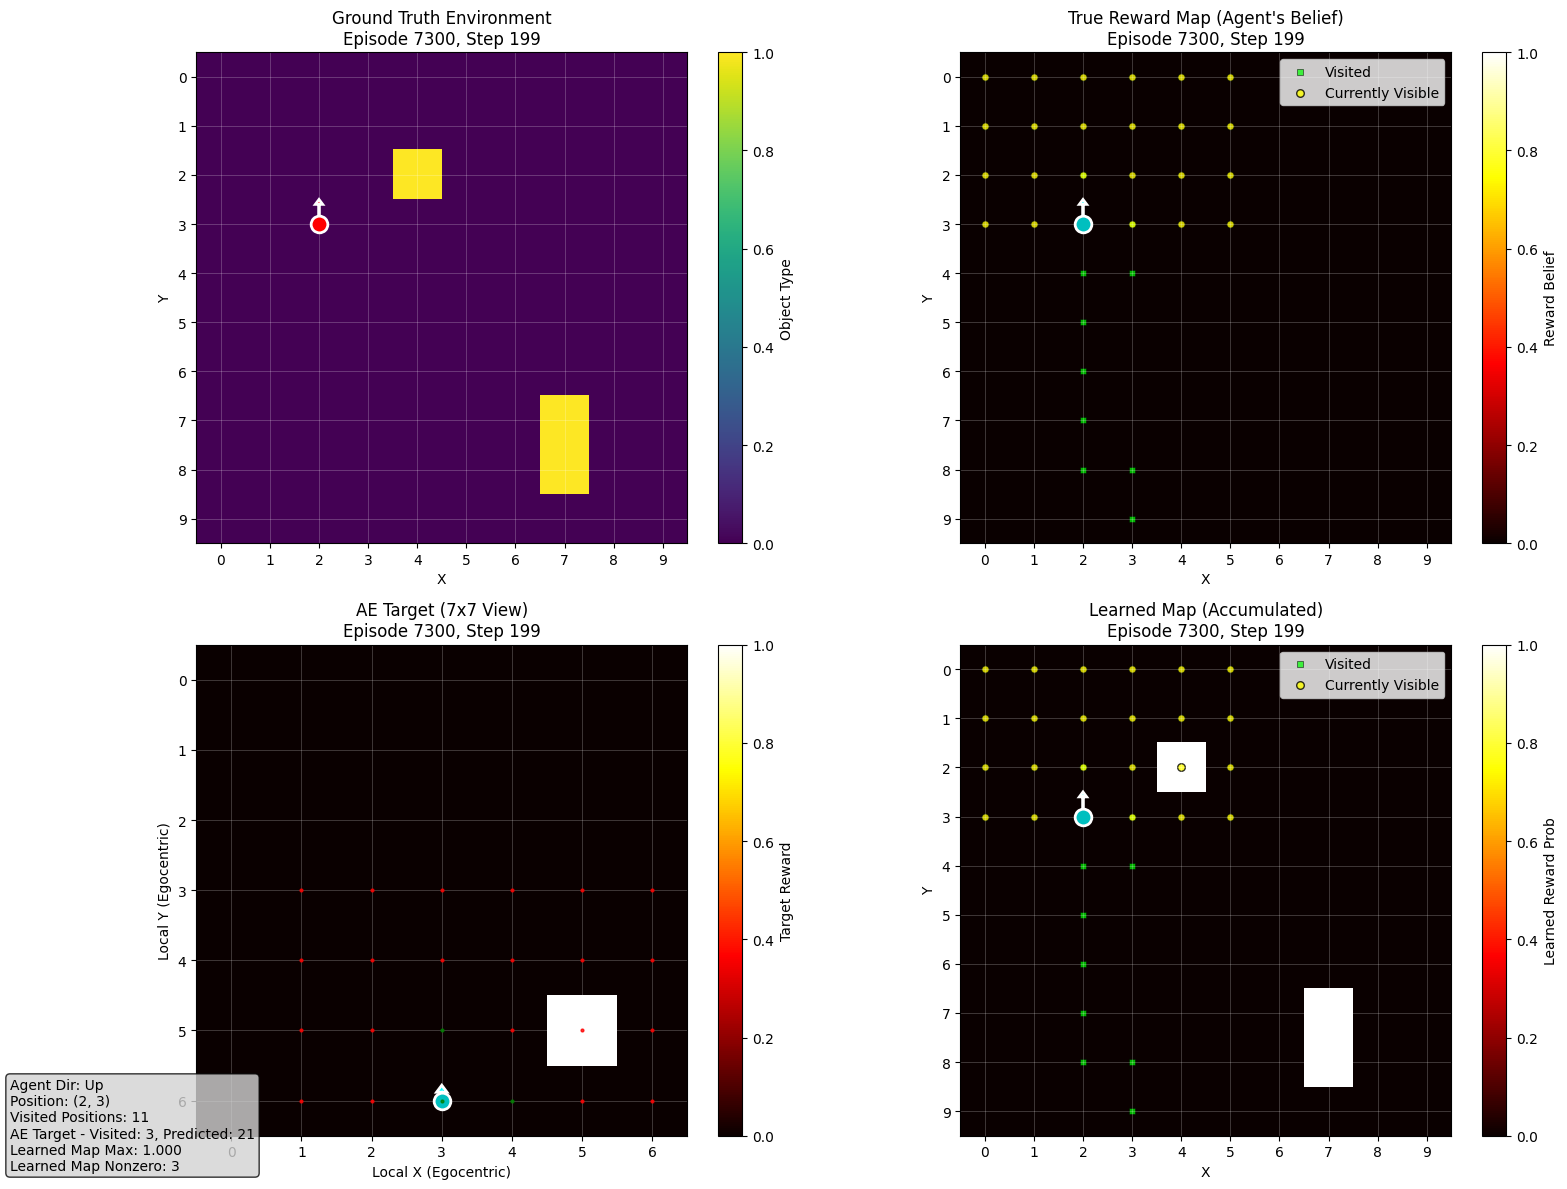 Ground Truth Environment
Episode 7300, Step 199
0
1
2
3
4
5
6
7
8
9
Y
0 1 2 3 4 5 6 7 8 9
X
1.0
0.8
0.6
0.4
0.2
0.0
Object Type
True Reward Map (Agent's Belief)
Episode 7300, Step 199
Visited
Currently Visible
0
1
2
3
4
5
6
7
8
9
Y
0 1 2 3 4 5 6 7 8 9
X
1.0
0.8
0.6
0.4
0.2
0.0
Reward Belief
AE Target (7x7 View)
Episode 7300, Step 199
0
1
2
3
4
5
6
Local Y (Egocentric)
0 1 2 3 4 5 6
Local X (Egocentric)
1.0
0.8
0.6
0.4
0.2
0.0
Target Reward
Agent Dir: Up
Position: (2, 3)
Visited Positions: 11
AE Target - Visited: 3, Predicted: 21
Learned Map Max: 1.000
Learned Map Nonzero: 3
Learned Map (Accumulated)
Episode 7300, Step 199
Visited
Currently Visible
0
1
2
3
4
5
6
7
8
9
Y
0 1 2 3 4 5 6 7 8 9
X
1.0
0.8
0.6
0.4
0.2
0.0
Learned Reward Prob